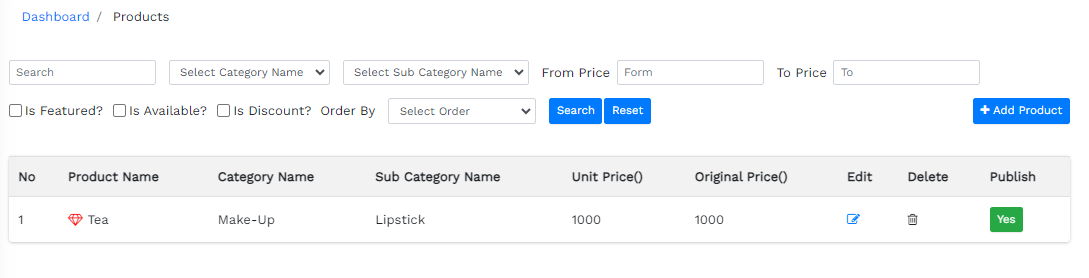 Dashboard / Products
Search Select Category Name Select Sub Category Name From Price Form To Price To
Is Featured? Is Available? Is Discount? Order By Select Order Search Reset + Add Product
No Product Name Category Name Sub Category Name Unit Price() Original Price() Edit Delete Publish
1 Tea Make-Up Lipstick 1000 1000 Yes